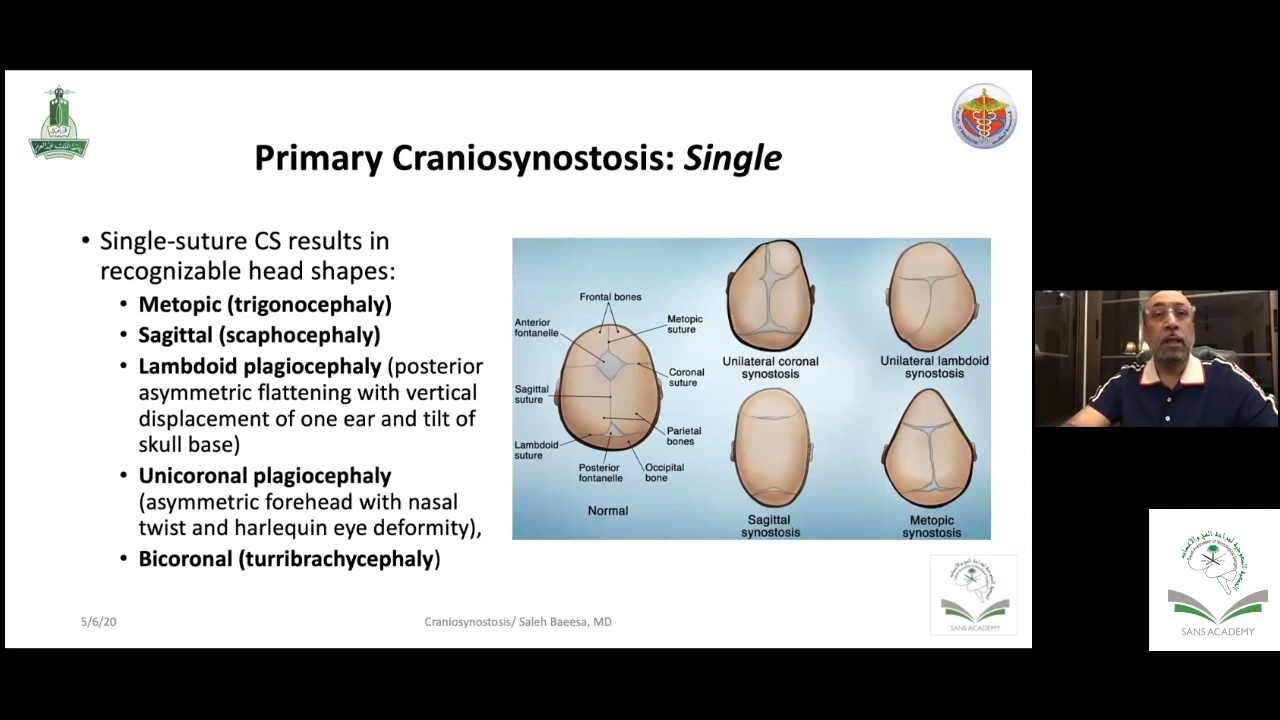 Primary Craniosynostosis: Single
• Single-suture CS results in
recognizable head shapes:
• Metopic (trigonocephaly)
• Sagittal (scaphocephaly)
• Lambdoid plagiocephaly (posterior
asymmetric flattening with vertical
displacement of one ear and tilt of
skull base)
• Unicoronal plagiocephaly
(asymmetric forehead with nasal
twist and harlequin eye deformity),
• Bicoronal (turribrachycephaly)
Frontal bones
Anterior
fontanelle
Metopic
suture
Sagittal
suture
Coronal
suture
Lambdoid
suture
Parietal
bones
Posterior
fontanelle
Occipital
bone
Normal
Unilateral coronal
synostosis
Unilateral lambdoid
synostosis
Sagittal
synostosis
Metopic
synostosis
5/6/20
Craniosynostosis/ Saleh Baeesa, MD
SANS ACADEMY
SANS ACADEMY